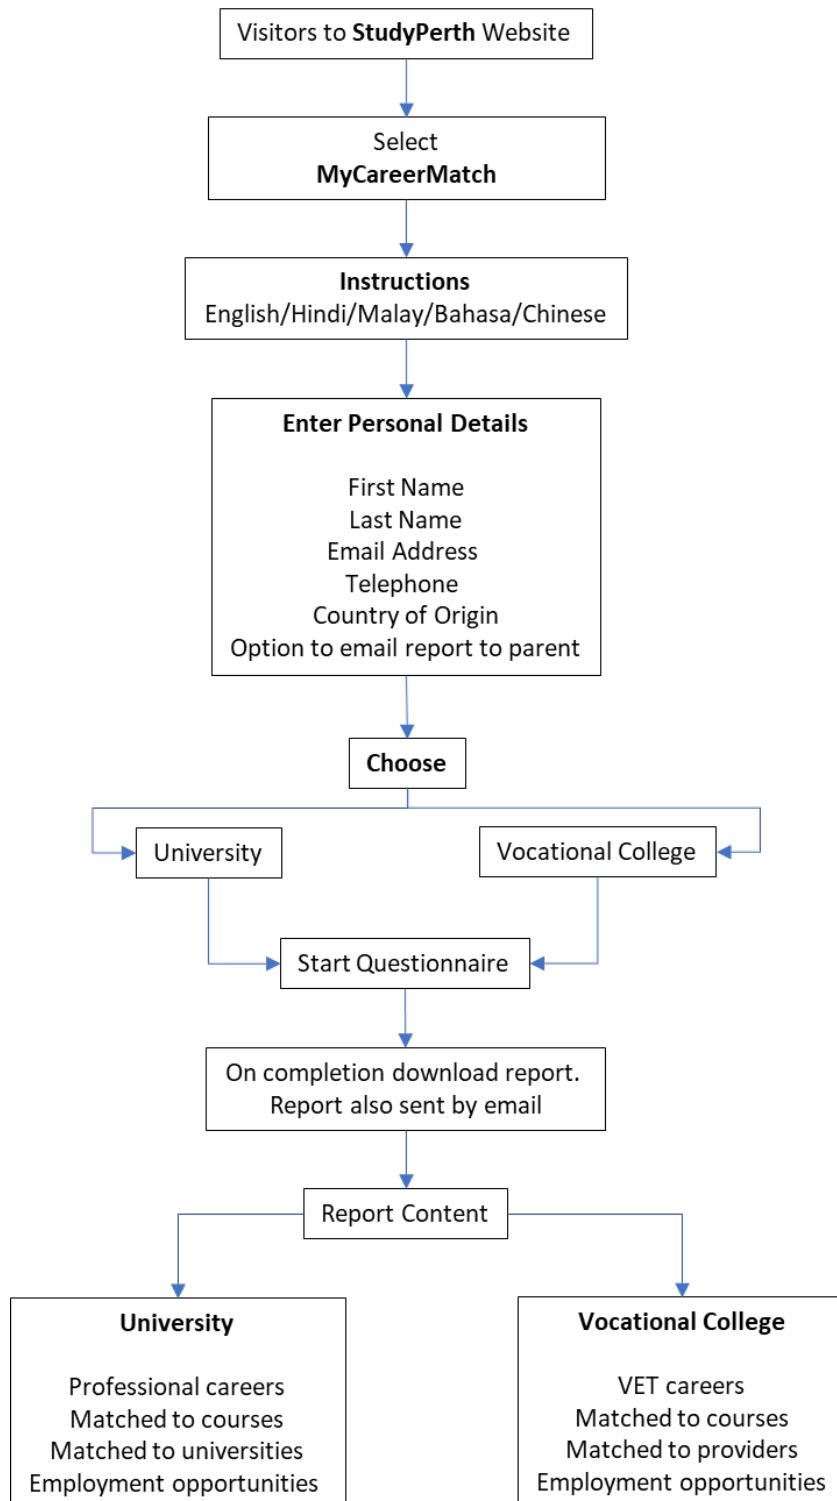 Visitors to StudyPerth Website
Select
MyCareerMatch
Instructions
English/Hindi/Malay/Bahasa/Chinese
Enter Personal Details
First Name
Last Name
Email Address
Telephone
Country of Origin
Option to email report to parent
Choose
University
Vocational College
Start Questionnaire
On completion download report.
Report also sent by email
Report Content
University
Professional careers
Matched to courses
Matched to universities
Employment opportunities
Vocational College
VET careers
Matched to courses
Matched to providers
Employment opportunities